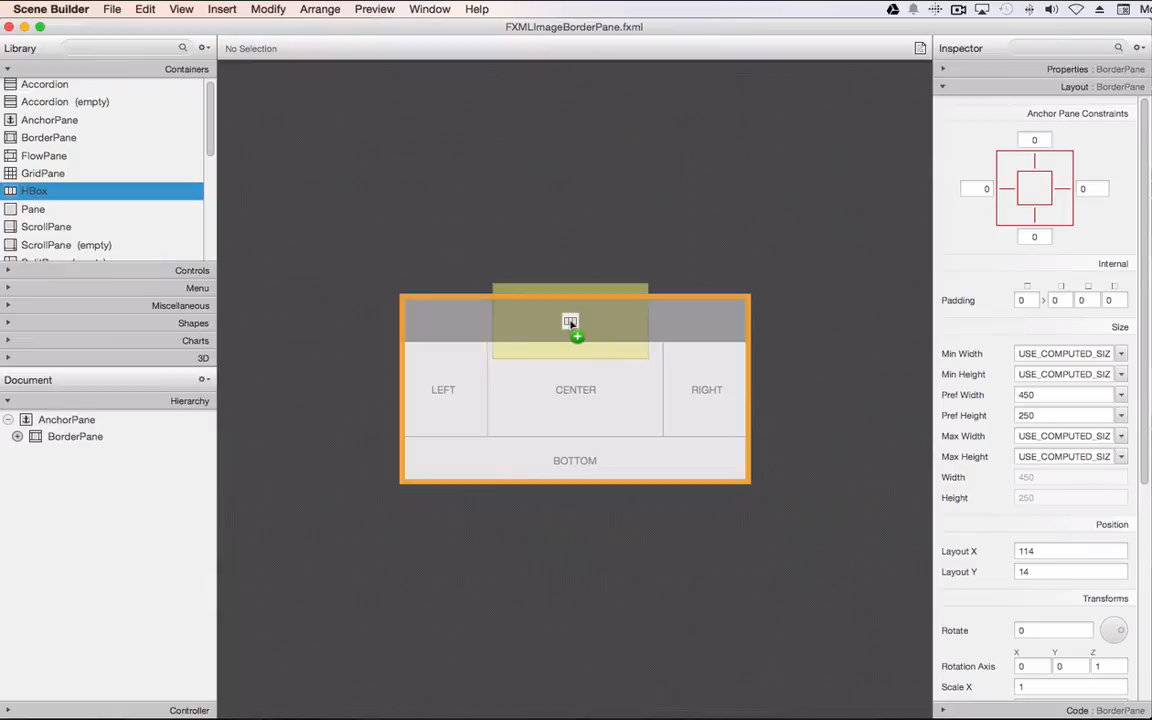 Scene Builder File Edit View Insert Modify Arrange Preview Window Help
FXMLImageBorderPane.fxml
Library
No Selection
Inspector
Containers
Properties : BorderPane
Accordion
Layout : BorderPane
Accordion (empty)
AnchorPane
Anchor Pane Constraints
BorderPane
0
FlowPane
GridPane
HBox
0 0
Pane
ScrollPane
0
ScrollPane (empty)
Internal
Controls
Menu
Padding 0 0 0 0
Miscellaneous
Shapes
Size
Charts
Min Width USE_COMPUTED_SIZ
3D
Min Height USE_COMPUTED_SIZ
Document
LEFT CENTER RIGHT
Pref Width 450
Hierarchy
Pref Height 250
AnchorPane
Max Width USE_COMPUTED_SIZ
BorderPane
Max Height USE_COMPUTED_SIZ
BOTTOM
Width 450
Height 250
Position
Layout X 114
Layout Y 14
Transforms
Rotate 0
X Y Z
Rotation Axis 0 0 1
Scale X 1
Controller
Code : BorderPane